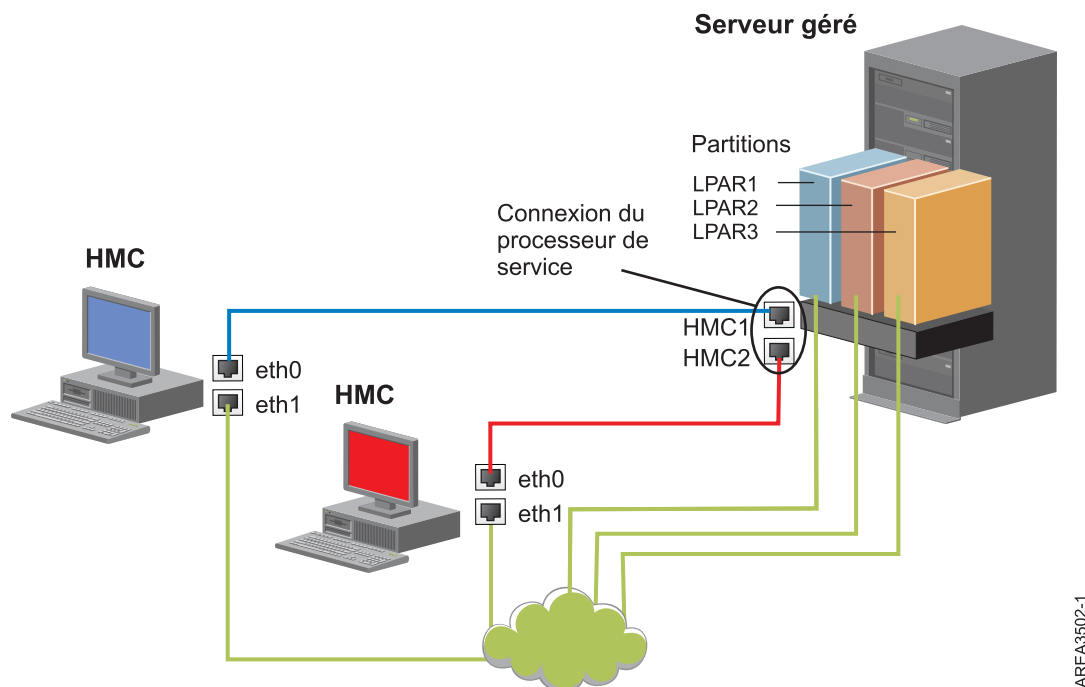 Serveur géré
Partitions
LPAR1
LPAR2
LPAR3
Connexion du
processeur de
service
HMC
HMC1
HMC2
eth0
eth1
HMC
eth0
eth1
AREA3502-1